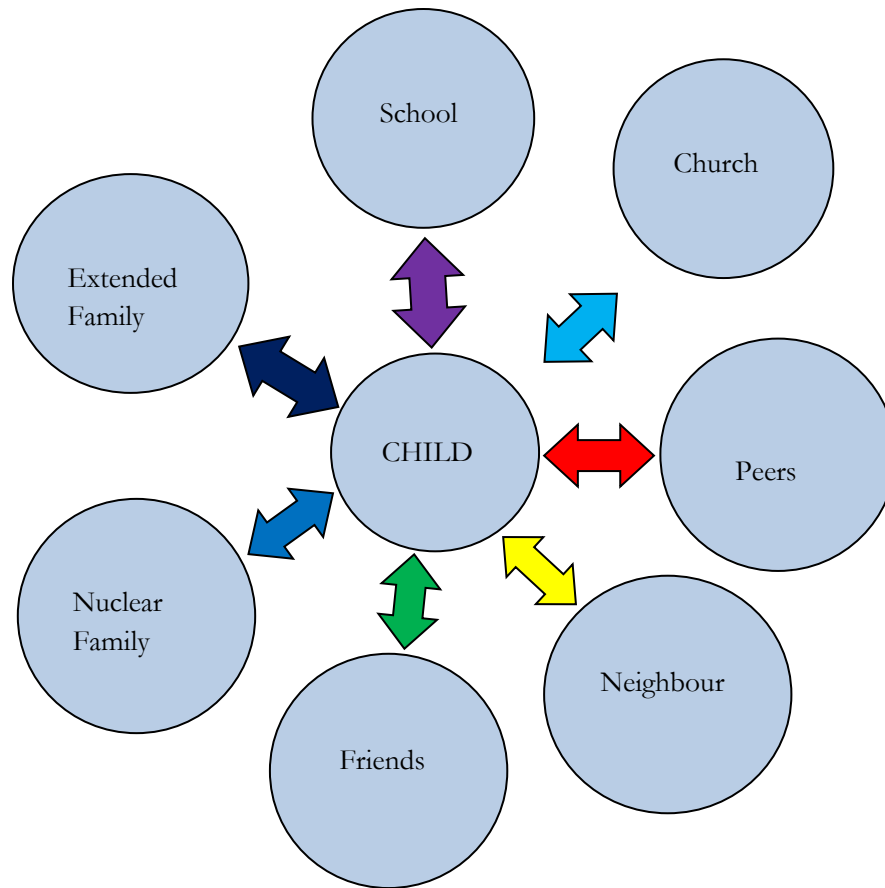 School
Church
Extended
Family
CHILD
Peers
Nuclear
Family
Neighbour
Friends